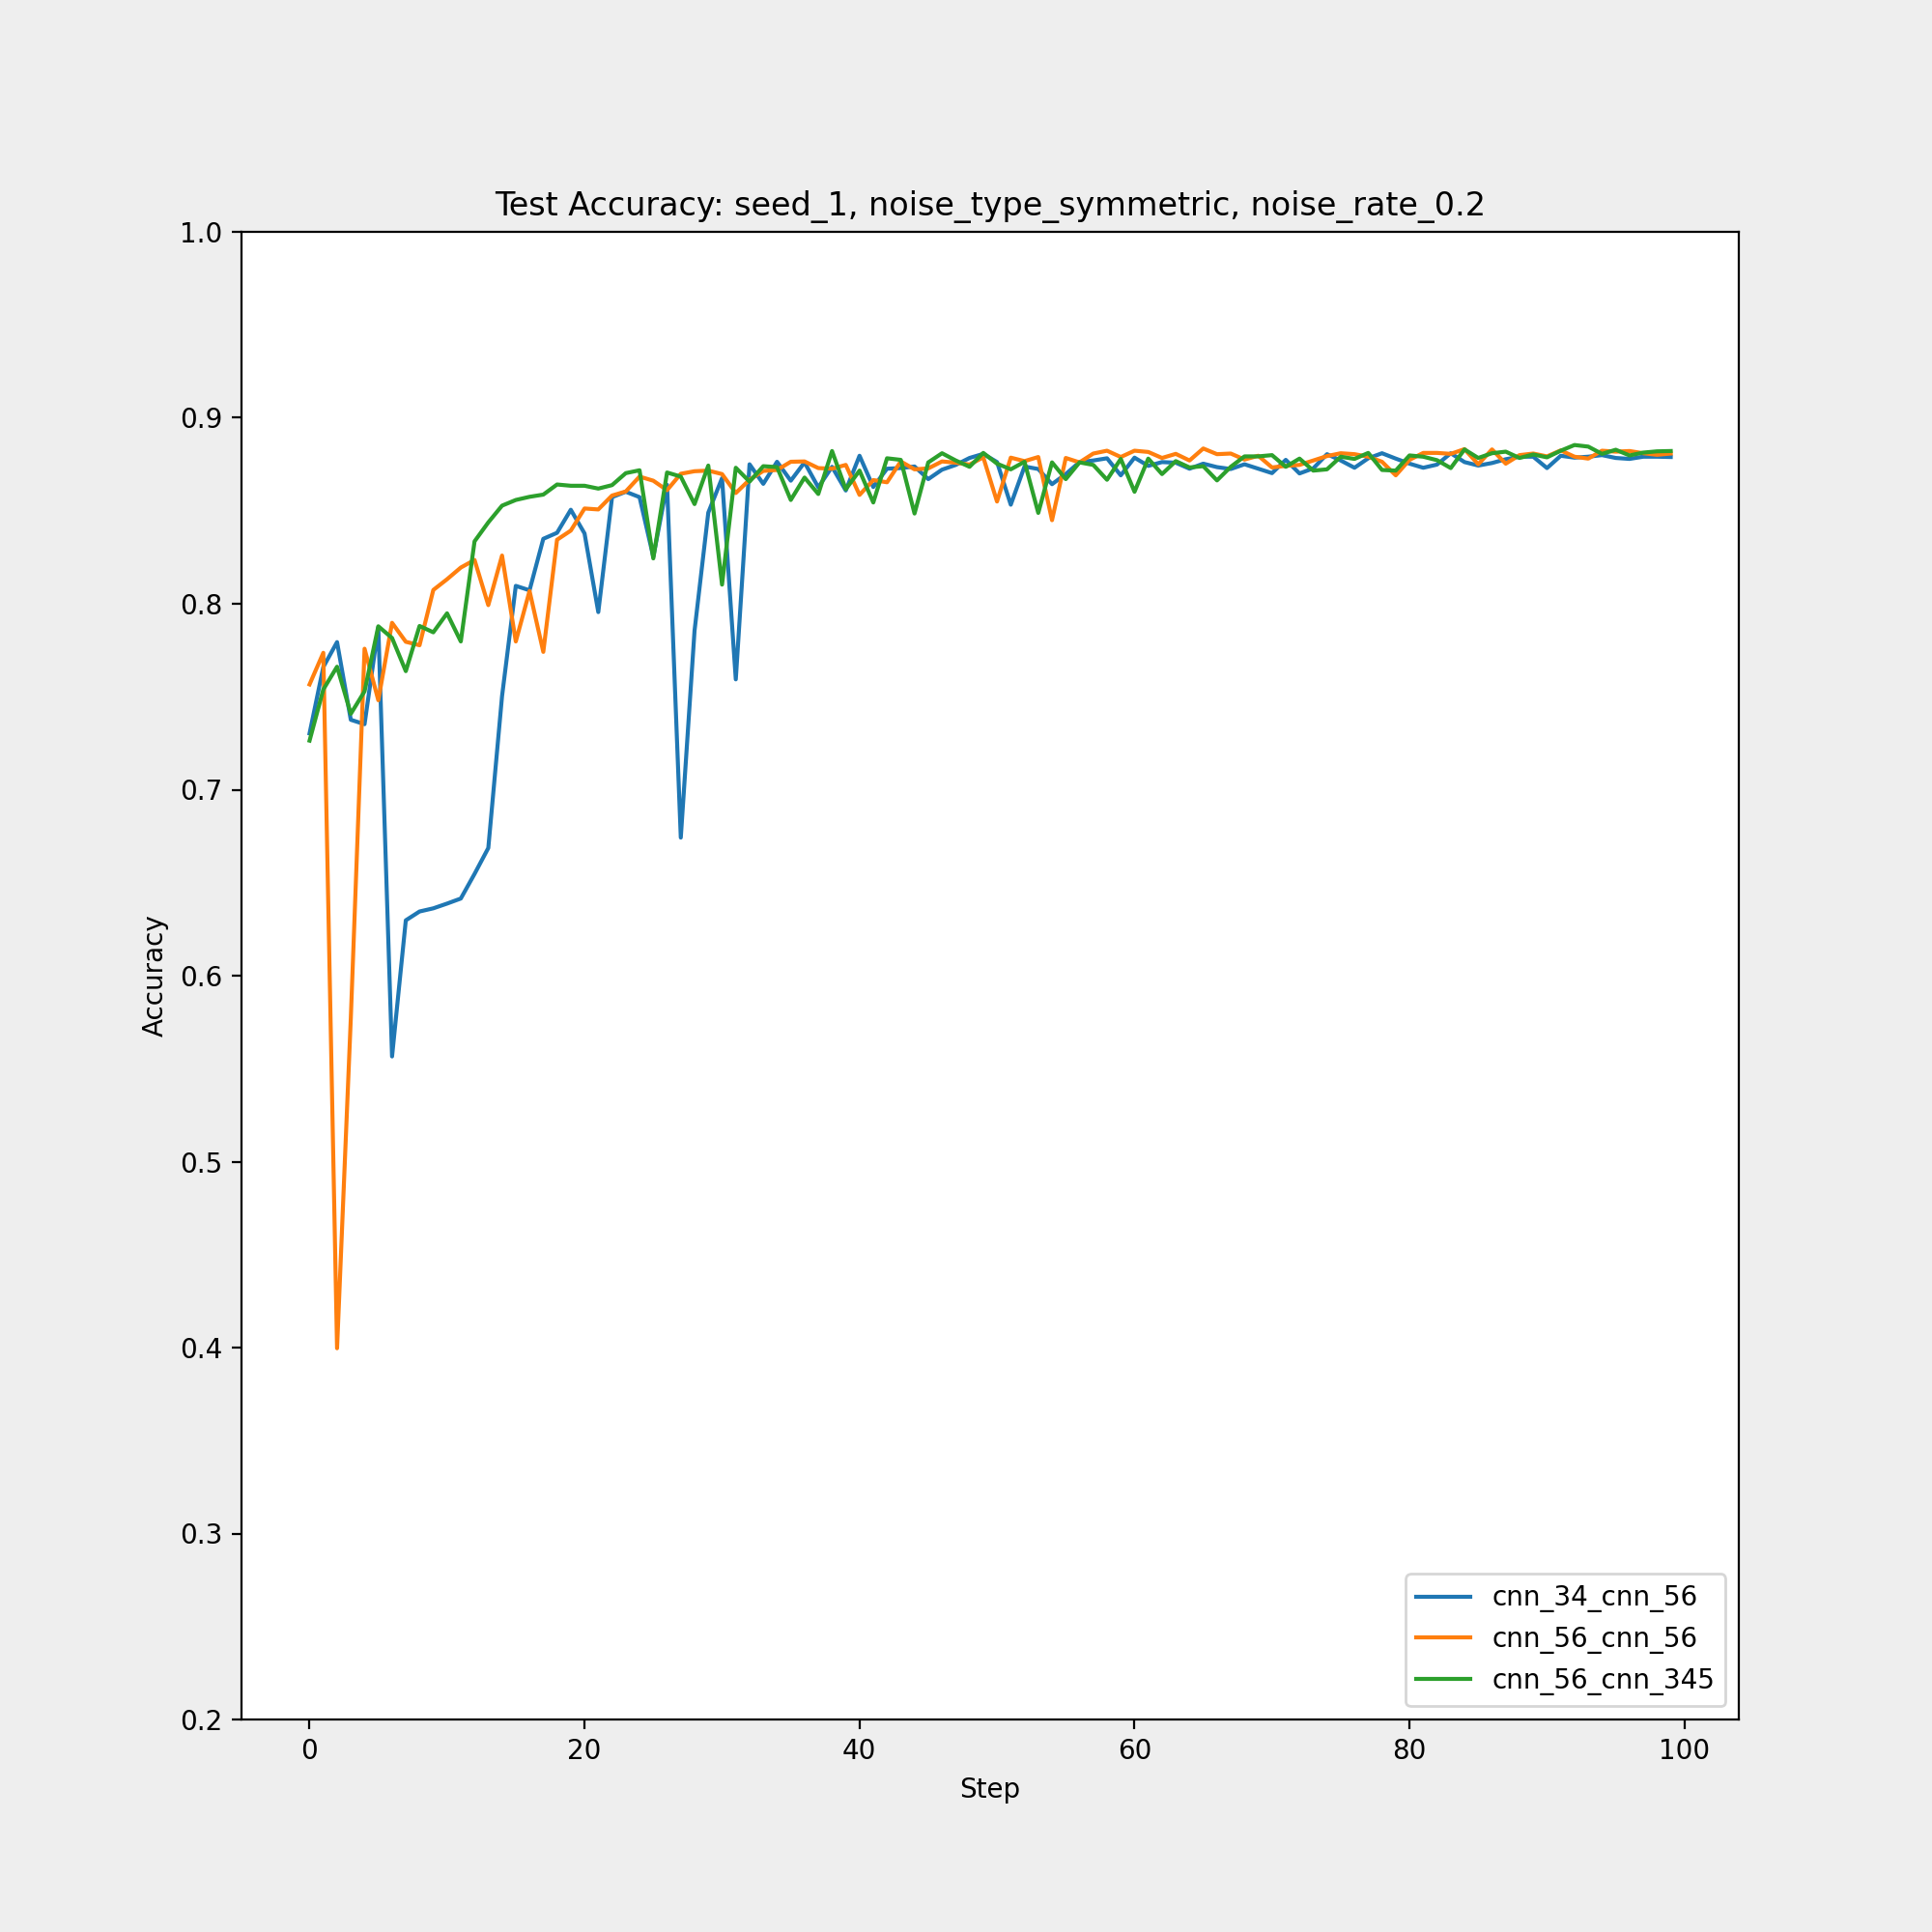 Test Accuracy: seed_1, noise_type_symmetric, noise_rate_0.2
1.0
0.9
0.8
0.7
0.6
0.5
0.4
0.3
0.2
Accuracy
0 20 40 60 80 100
Step
cnn_34_cnn_56
cnn_56_cnn_56
cnn_56_cnn_345